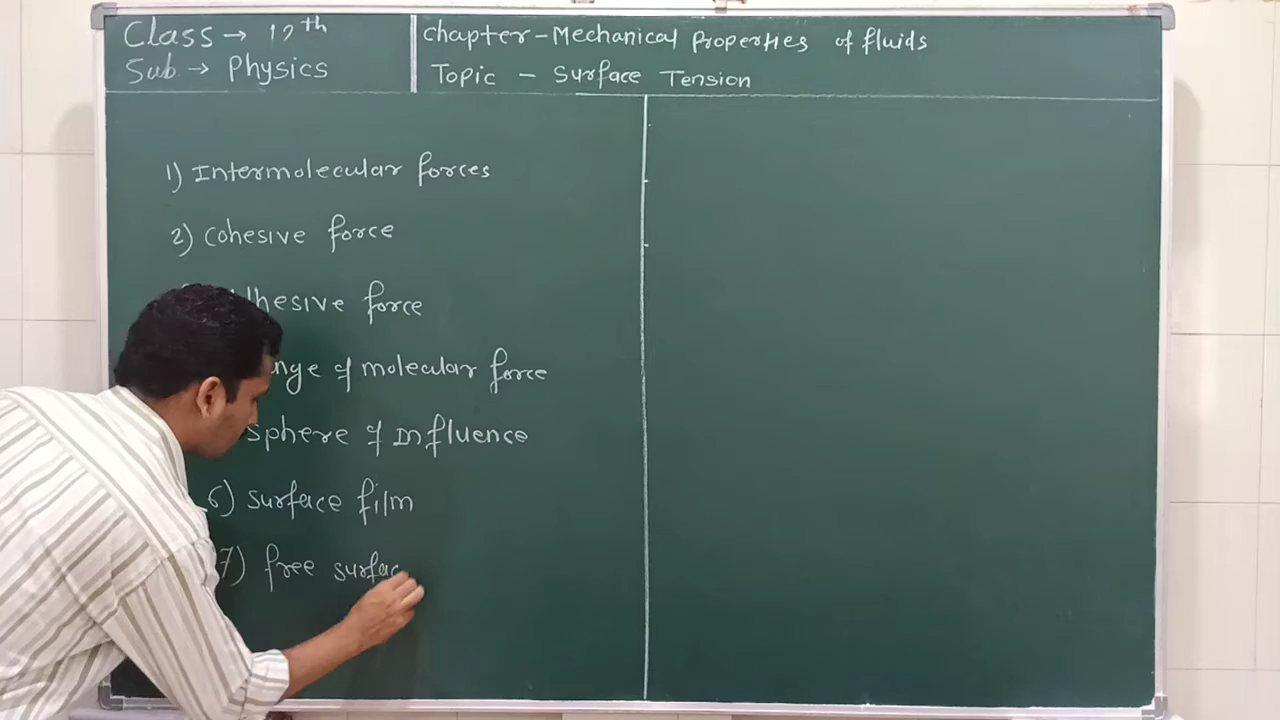 Class → 12th
Sub → Physics
Chapter - Mechanical Properties of fluids
Topic - Surface Tension
1) Intermolecular forces
2) Cohesive force
hesive force
nge of molecular force
sphere of Influence
6) surface film
7) free surfac